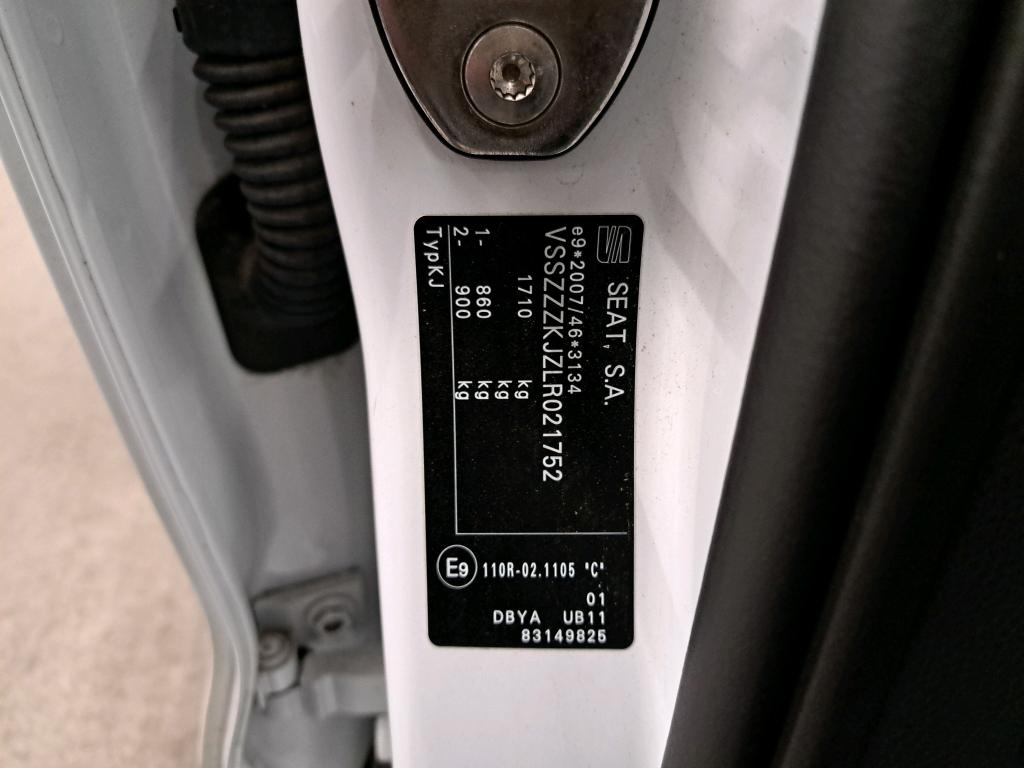 SEAT, S.A.
e9*2007/46*3134
VSSZZZKJZLR021752
1710 kg
kg
1- 860 kg
2- 900 kg
TypKJ
E9 110R-02.1105 "C"
01
DBYA UB11
83149825